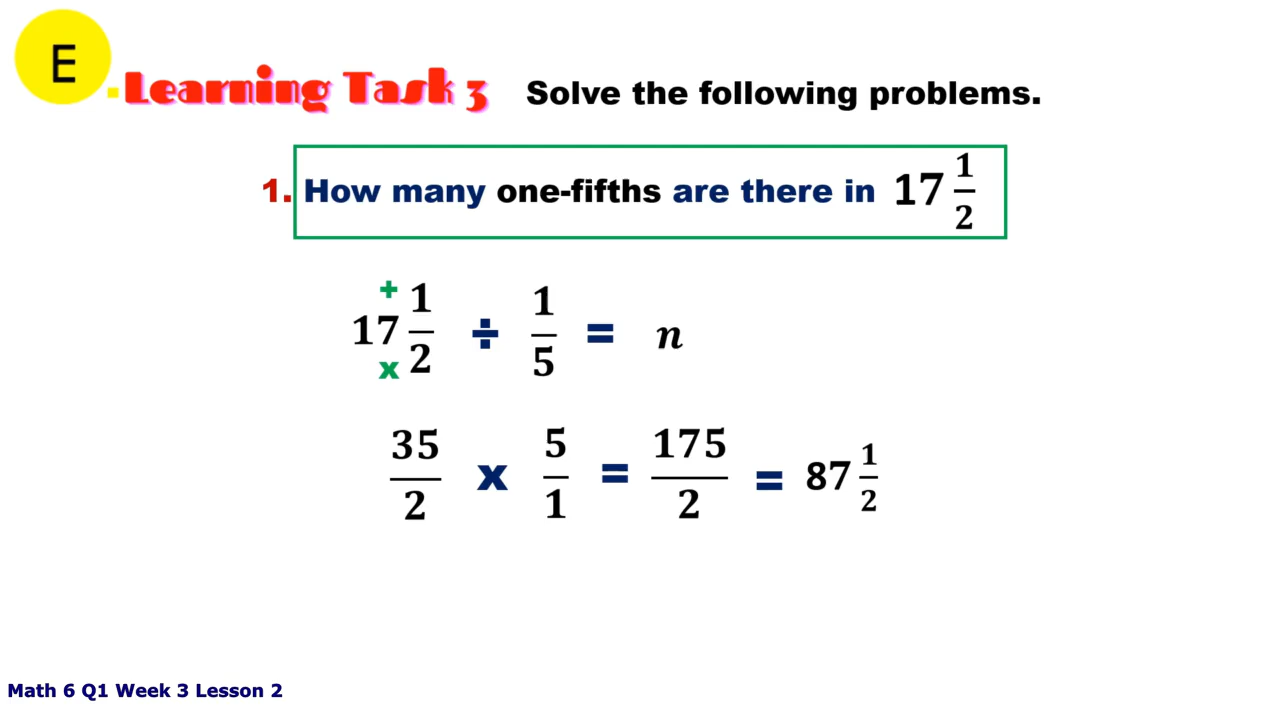 E
Learning Task 3 Solve the following problems.
1. How many one-fifths are there in 17 1/2
17 + x 1/2 ÷ 1/5 = n
35/2 x 5/1 = 175/2 = 87 1/2
Math 6 Q1 Week 3 Lesson 2